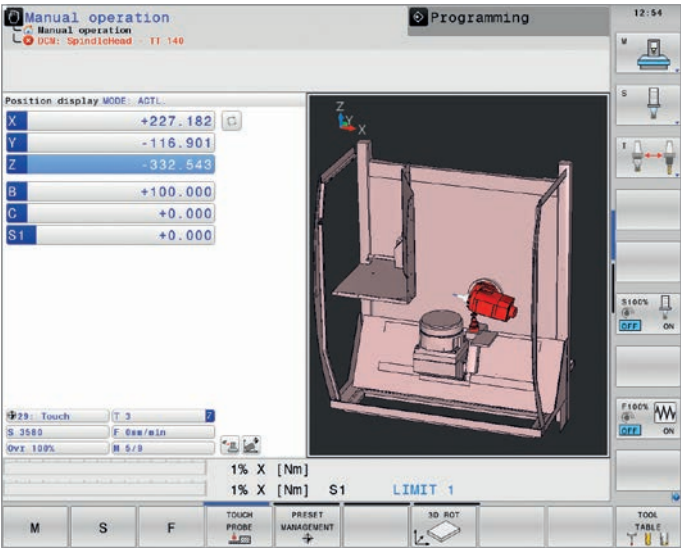 Manual operation
Programming
12:54
Manual operation
DCM: SpindleHead - TT 140
M
Position display MODE: ACTL.
X +227.182
Y -116.901
Z -332.543
B +100.000
C +0.000
S1 +0.000
Z
Y
X
S
T
S100%
OFF ON
F100%
OFF ON
29: Touch T 3 Z
S 3580 F 0mm/min
Ovr 100% M 5/9
1% X [Nm]
1% X [Nm] S1 LIMIT 1
M
S
F
TOUCH
PROBE
PRESET
MANAGEMENT
3D ROT
TOOL
TABLE